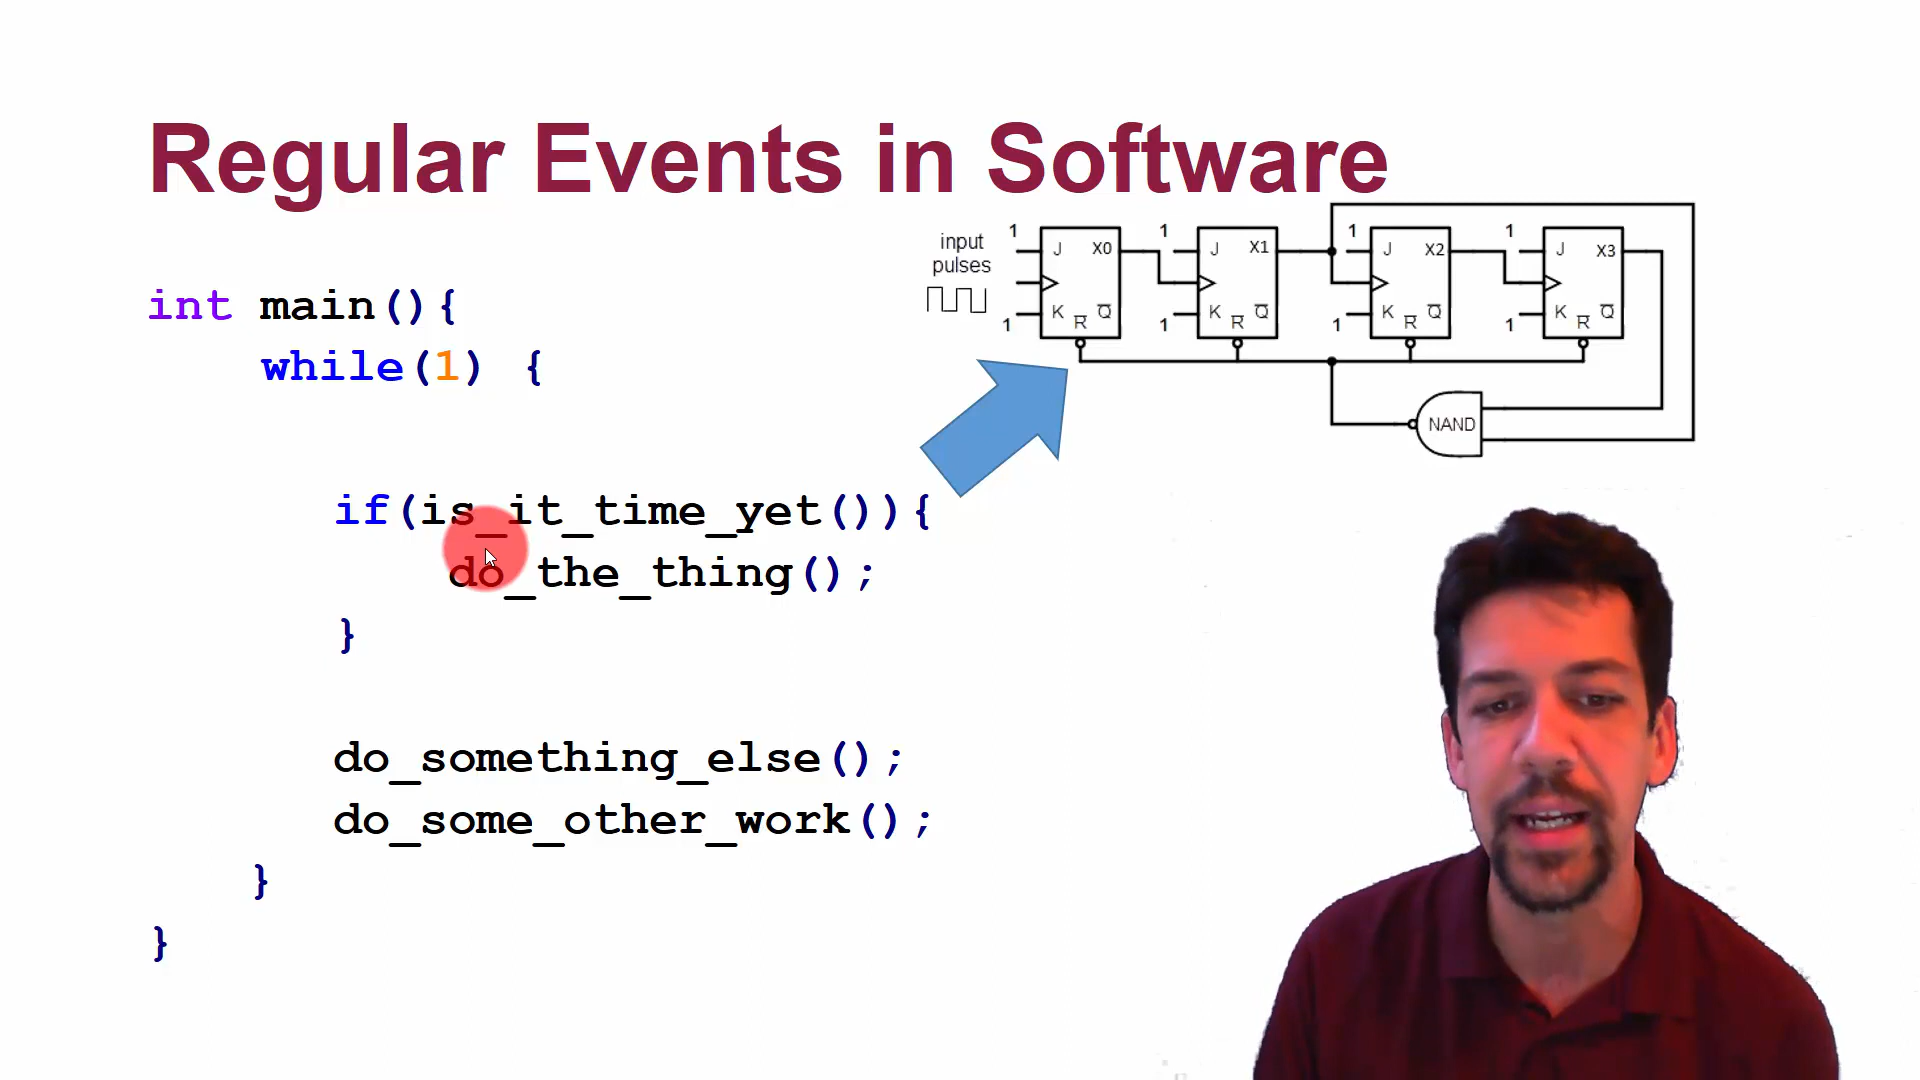 Regular Events in Software
int main(){
while(1) {
if(is_it_time_yet()){
do_the_thing();
}
do_something_else();
do_some_other_work();
}
}
input
pulses
1 J X0 1 J X1 1 J X2 1 J X3
1 K R Q 1 K R Q 1 K R Q 1 K R Q
NAND